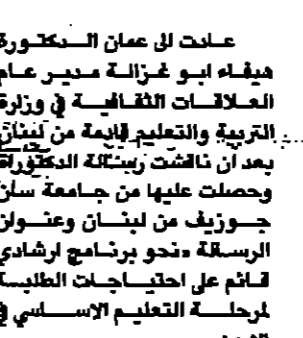 عادت الى عمان الدكتورة
هيفاء ابو غزالة مدير عام
العلاقات الثقافية في وزارة
التربية والتعليم قادمة من لبنان
بعد ان ناقشت رسالة الدكتوراة
وحصلت عليها من جامعة سان
جوزيف من لبنان وعنوان
الرسالة «نحو برنامج ارشادي
قائم على احتياجات الطلبة
لمرحلة التعليم الاساسي في